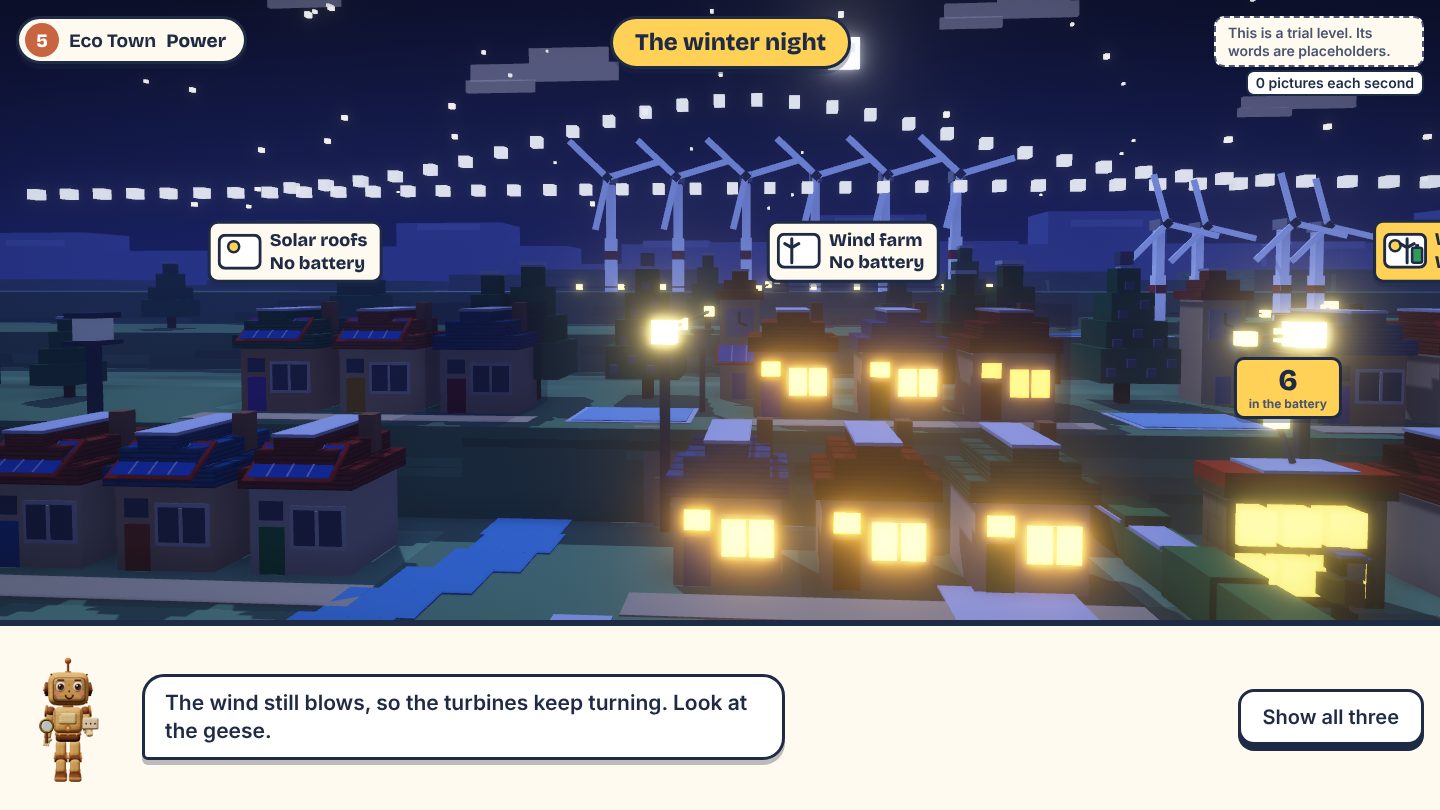 5 Eco Town Power
The winter night
This is a trial level. Its
words are placeholders.
0 pictures each second
Solar roofs
No battery
Wind farm
No battery
6
in the battery
The wind still blows, so the turbines keep turning. Look at
the geese.
Show all three